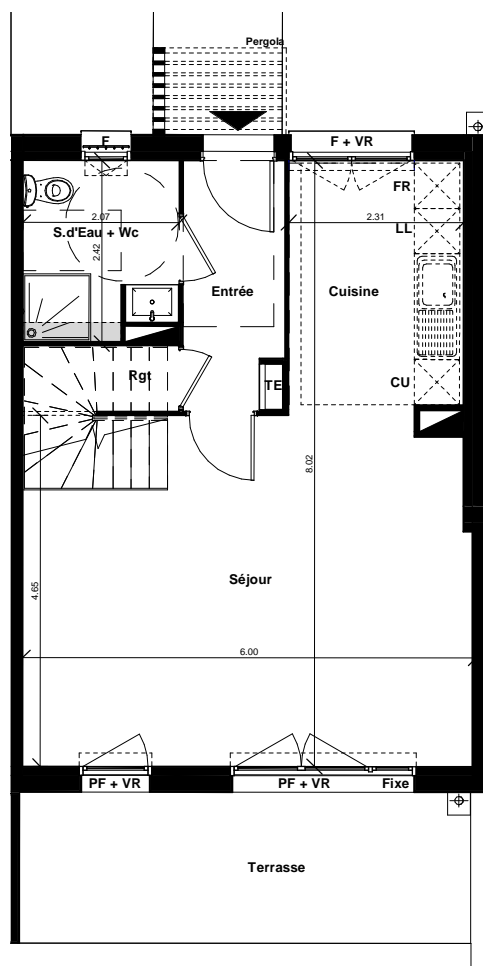 Pergola
F
F + VR
FR
2.07
2.31
S.d'Eau + Wc
LL
2.42
Entrée
Cuisine
Rgt
TE
CU
8.02
Séjour
4.65
6.00
PF + VR
PF + VR
Fixe
Terrasse